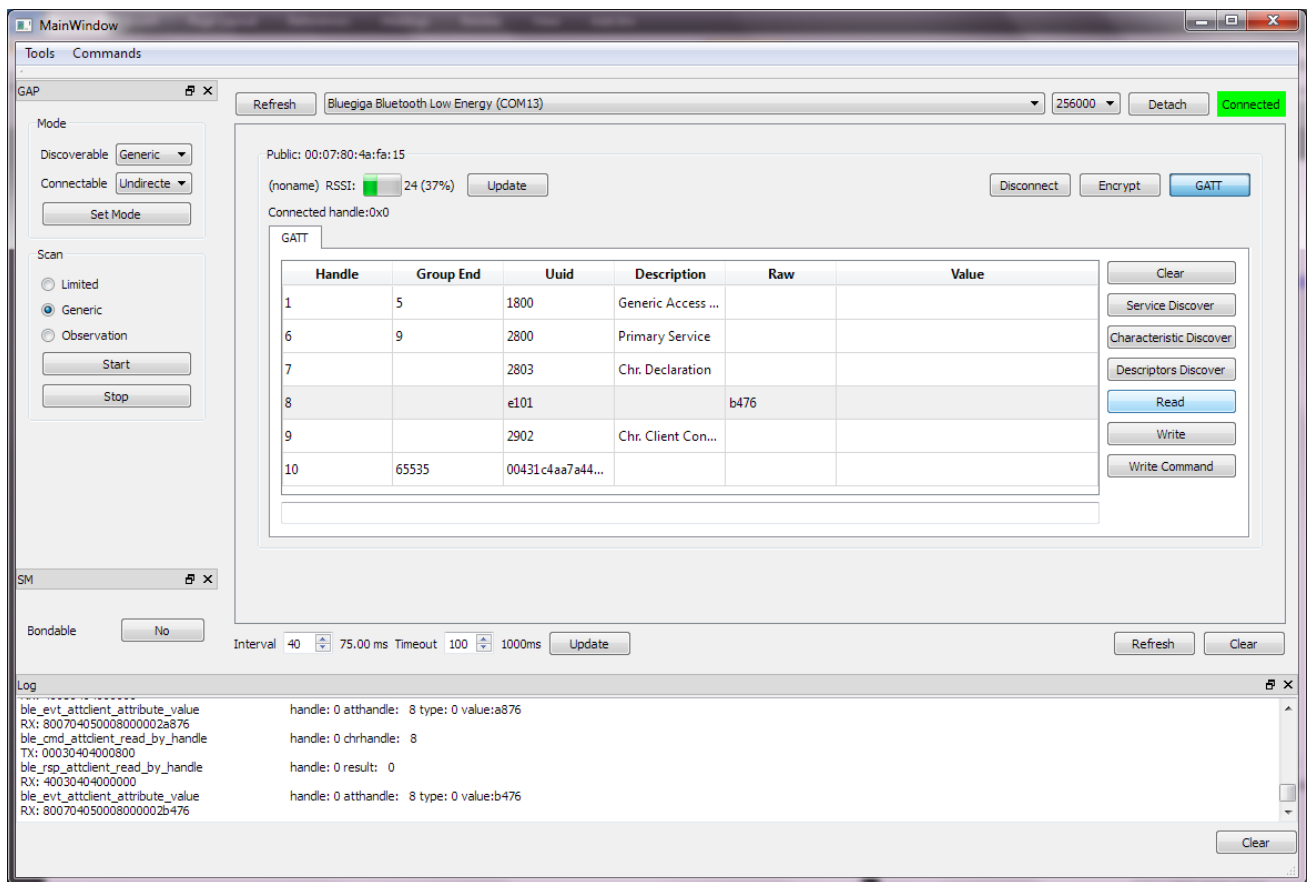 MainWindow
Tools Commands
GAP
Mode
Discoverable Generic
Connectable Undirecte
Set Mode
Scan
Limited
Generic
Observation
Start
Stop
SM
Bondable No
Refresh Bluegiga Bluetooth Low Energy (COM13) 256000 Detach Connected
Public: 00:07:80:4a:fa:15
(noname) RSSI: 24 (37%) Update Disconnect Encrypt GATT
Connected handle:0x0
GATT
Handle Group End Uuid Description Raw Value
1 5 1800 Generic Access ...
6 9 2800 Primary Service
7 2803 Chr. Declaration
8 e101 b476
9 2902 Chr. Client Con...
10 65535 00431c4aa7a44...
Clear
Service Discover
Characteristic Discover
Descriptors Discover
Read
Write
Write Command
Interval 40 75.00 ms Timeout 100 1000ms Update Refresh Clear
Log
ble_evt_attclient_attribute_value handle: 0 atthandle: 8 type: 0 value:a876
RX: 800704050008000002a876
ble_cmd_attclient_read_by_handle handle: 0 chrhandle: 8
TX: 00030404000800
ble_rsp_attclient_read_by_handle handle: 0 result: 0
RX: 40030404000000
ble_evt_attclient_attribute_value handle: 0 atthandle: 8 type: 0 value:b476
RX: 800704050008000002b476
Clear